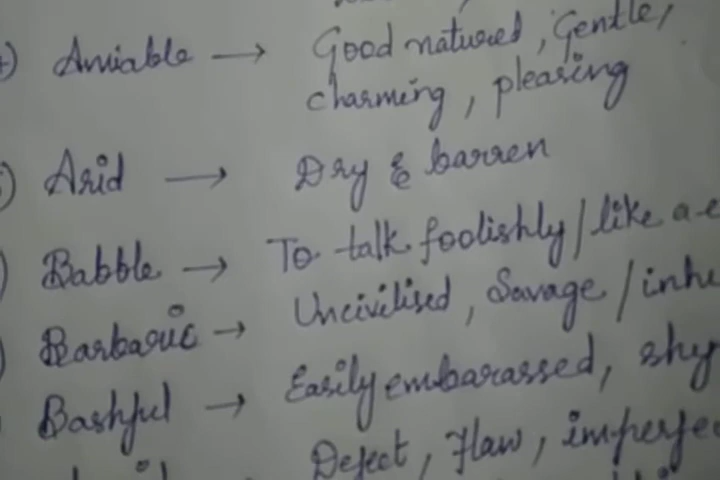 Amiable → Good natured, Gentle,
charming, pleasing
Arid → Dry & barren
Babble → To talk foolishly / like a
Barbaric → Uncivilised, Savage /
Bashful → Easily embarassed, shy
Defect, Flaw,